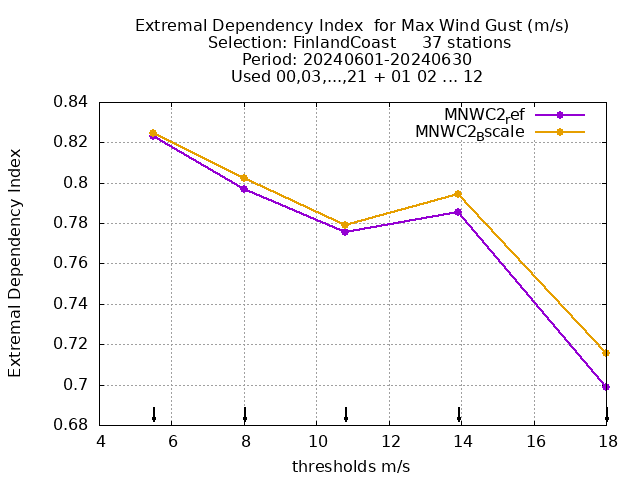 Extremal Dependency Index  for Max Wind Gust (m/s)
Selection: FinlandCoast     37 stations
Period: 20240601-20240630
Used 00,03,...,21 + 01 02 ... 12
MNWC2ref
MNWC2Bscale
0.84
0.82
0.8
0.78
0.76
0.74
0.72
0.7
0.68
4 6 8 10 12 14 16 18
Extremal Dependency Index
thresholds m/s